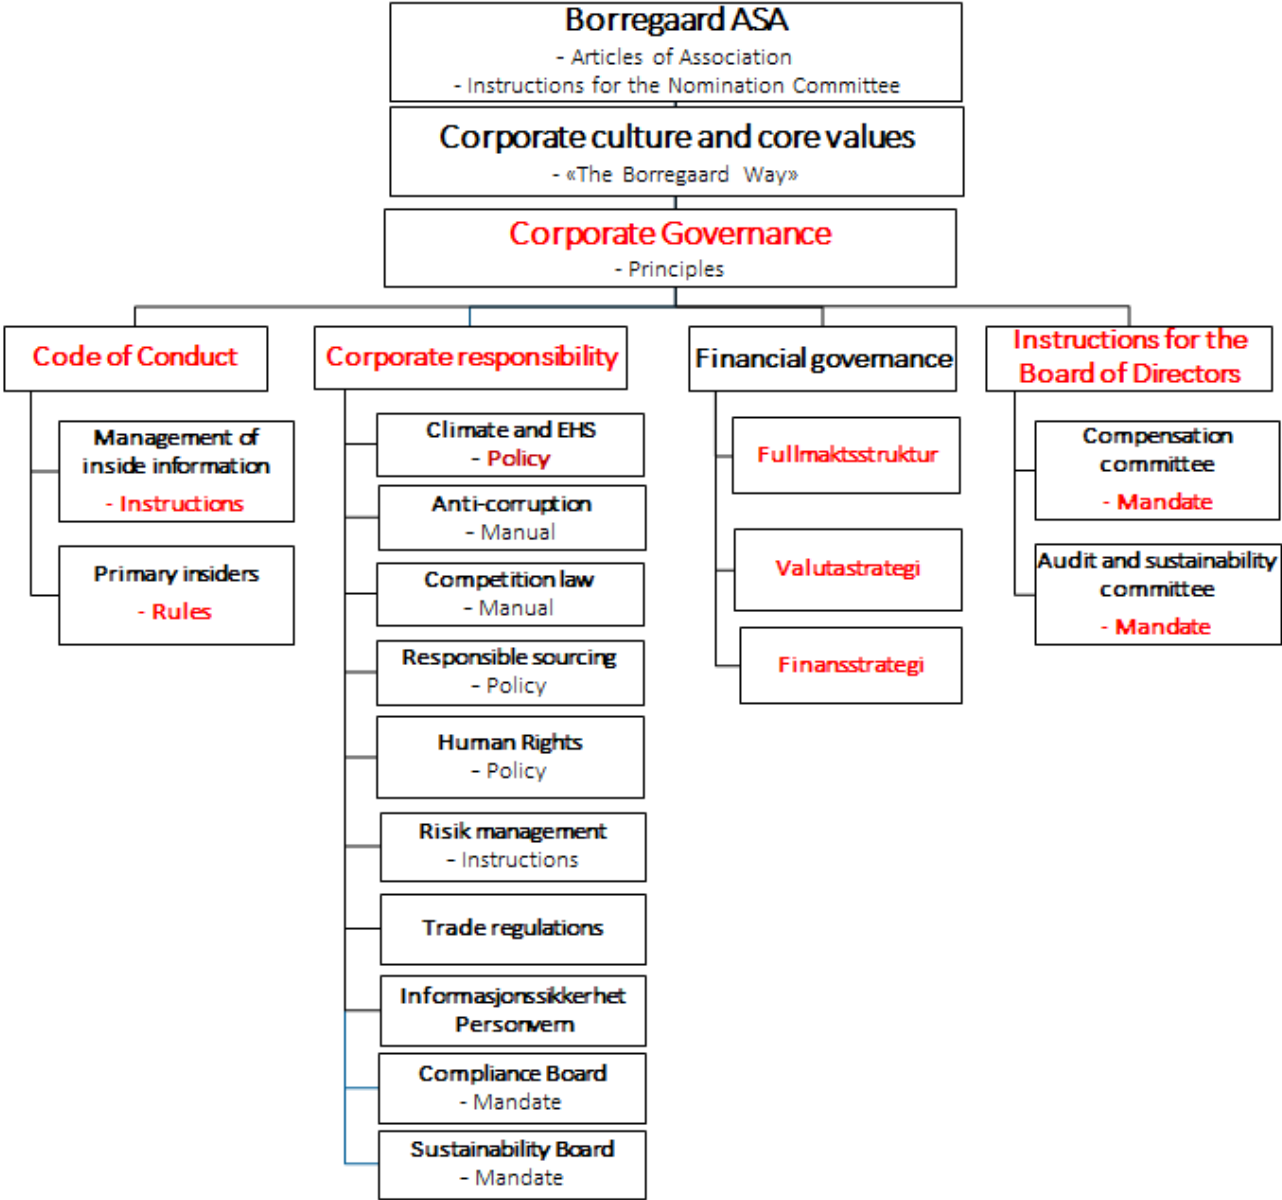 Borregaard ASA
- Articles of Association
- Instructions for the Nomination Committee
Corporate culture and core values
- «The Borregaard Way»
Corporate Governance
- Principles
Code of Conduct
Management of
inside information
- Instructions
Primary insiders
- Rules
Corporate responsibility
Climate and EHS
- Policy
Anti-corruption
- Manual
Competition law
- Manual
Responsible sourcing
- Policy
Human Rights
- Policy
Risik management
- Instructions
Trade regulations
Informasjonssikkerhet
Personvern
Compliance Board
- Mandate
Sustainability Board
- Mandate
Financial governance
Fullmaktsstruktur
Valutastrategi
Finansstrategi
Instructions for the
Board of Directors
Compensation
committee
- Mandate
Audit and sustainability
committee
- Mandate